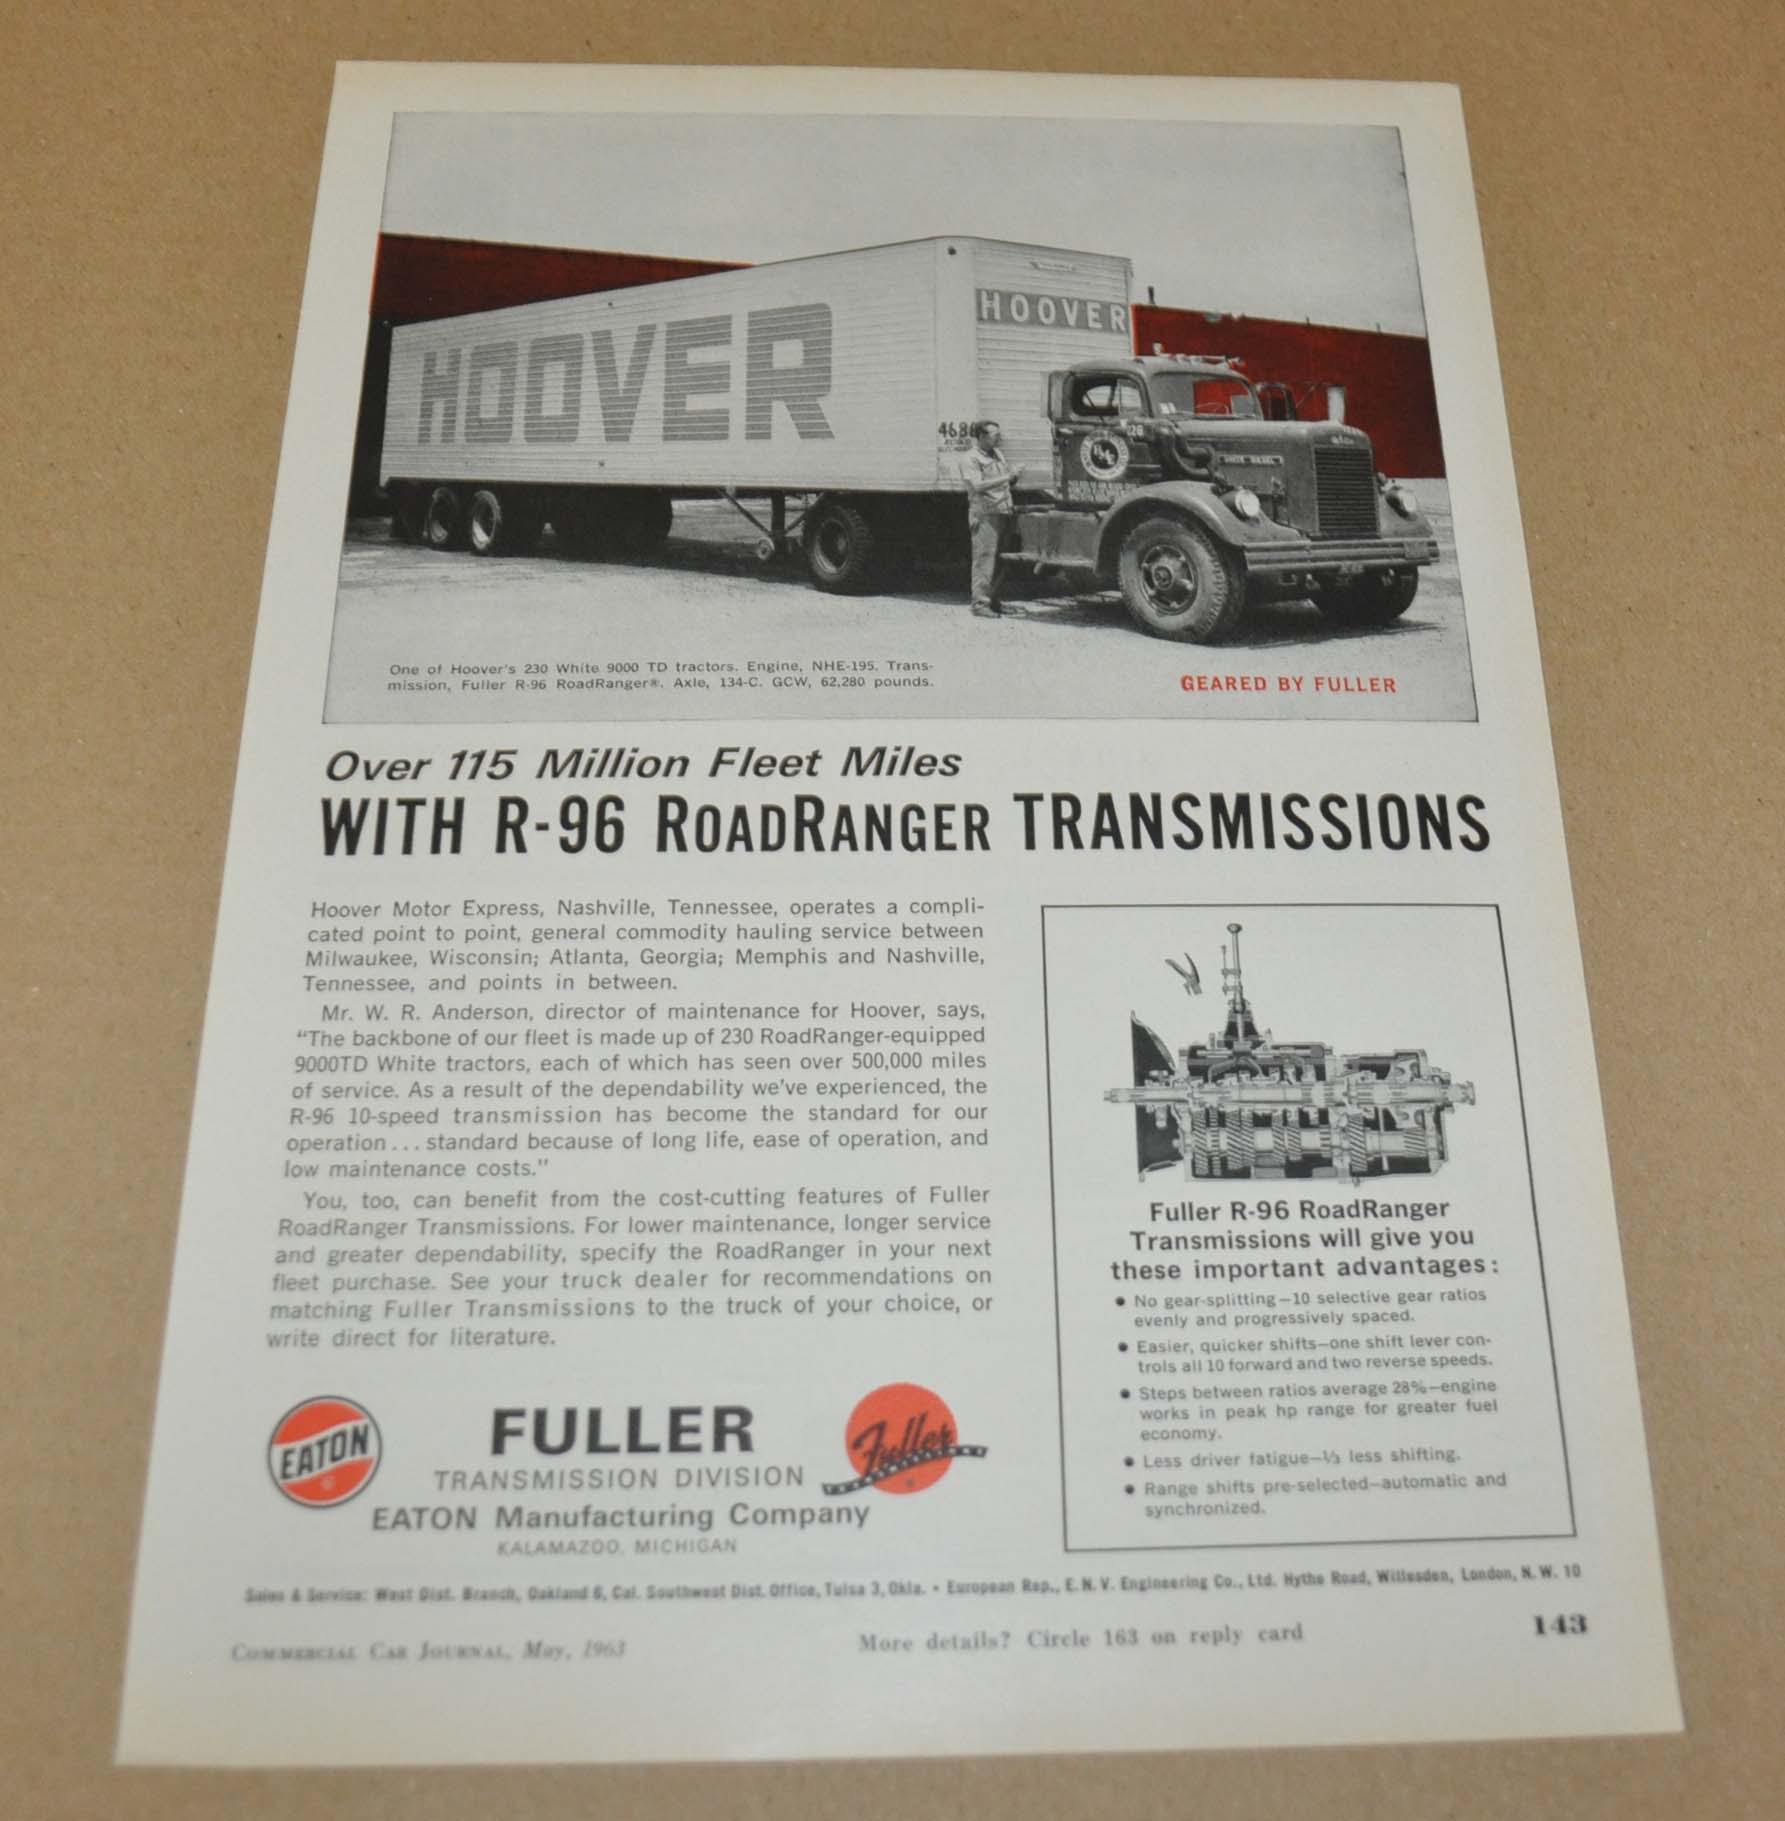 HOOVER
HOOVER
4686
226
WHITE DIESEL
One of Hoover's 230 White 9000 TD tractors. Engine, NHE-195. Trans-
mission, Fuller R-96 RoadRanger®. Axle, 134-C. GCW, 62,280 pounds.
GEARED BY FULLER
Over 115 Million Fleet Miles
WITH R-96 ROADRANGER TRANSMISSIONS
Hoover Motor Express, Nashville, Tennessee, operates a compli-
cated point to point, general commodity hauling service between
Milwaukee, Wisconsin; Atlanta, Georgia; Memphis and Nashville,
Tennessee, and points in between.
Mr. W. R. Anderson, director of maintenance for Hoover, says,
"The backbone of our fleet is made up of 230 RoadRanger-equipped
9000TD White tractors, each of which has seen over 500,000 miles
of service. As a result of the dependability we've experienced, the
R-96 10-speed transmission has become the standard for our
operation . . . standard because of long life, ease of operation, and
low maintenance costs."
You, too, can benefit from the cost-cutting features of Fuller
RoadRanger Transmissions. For lower maintenance, longer service
and greater dependability, specify the RoadRanger in your next
fleet purchase. See your truck dealer for recommendations on
matching Fuller Transmissions to the truck of your choice, or
write direct for literature.
Fuller R-96 RoadRanger
Transmissions will give you
these important advantages:
• No gear-splitting—10 selective gear ratios
evenly and progressively spaced.
• Easier, quicker shifts—one shift lever con-
trols all 10 forward and two reverse speeds.
• Steps between ratios average 28%—engine
works in peak hp range for greater fuel
economy.
• Less driver fatigue—⅓ less shifting.
• Range shifts pre-selected—automatic and
synchronized.
EATON
FULLER
TRANSMISSION DIVISION
Fuller
TRANSMISSIONS
EATON Manufacturing Company
KALAMAZOO, MICHIGAN
Sales & Service: West Dist. Branch, Oakland 6, Cal. Southwest Dist. Office, Tulsa 3, Okla. • European Rep., E. N. V. Engineering Co., Ltd. Hythe Road, Willesden, London, N. W. 10
COMMERCIAL CAR JOURNAL, May, 1963
More details? Circle 163 on reply card
143